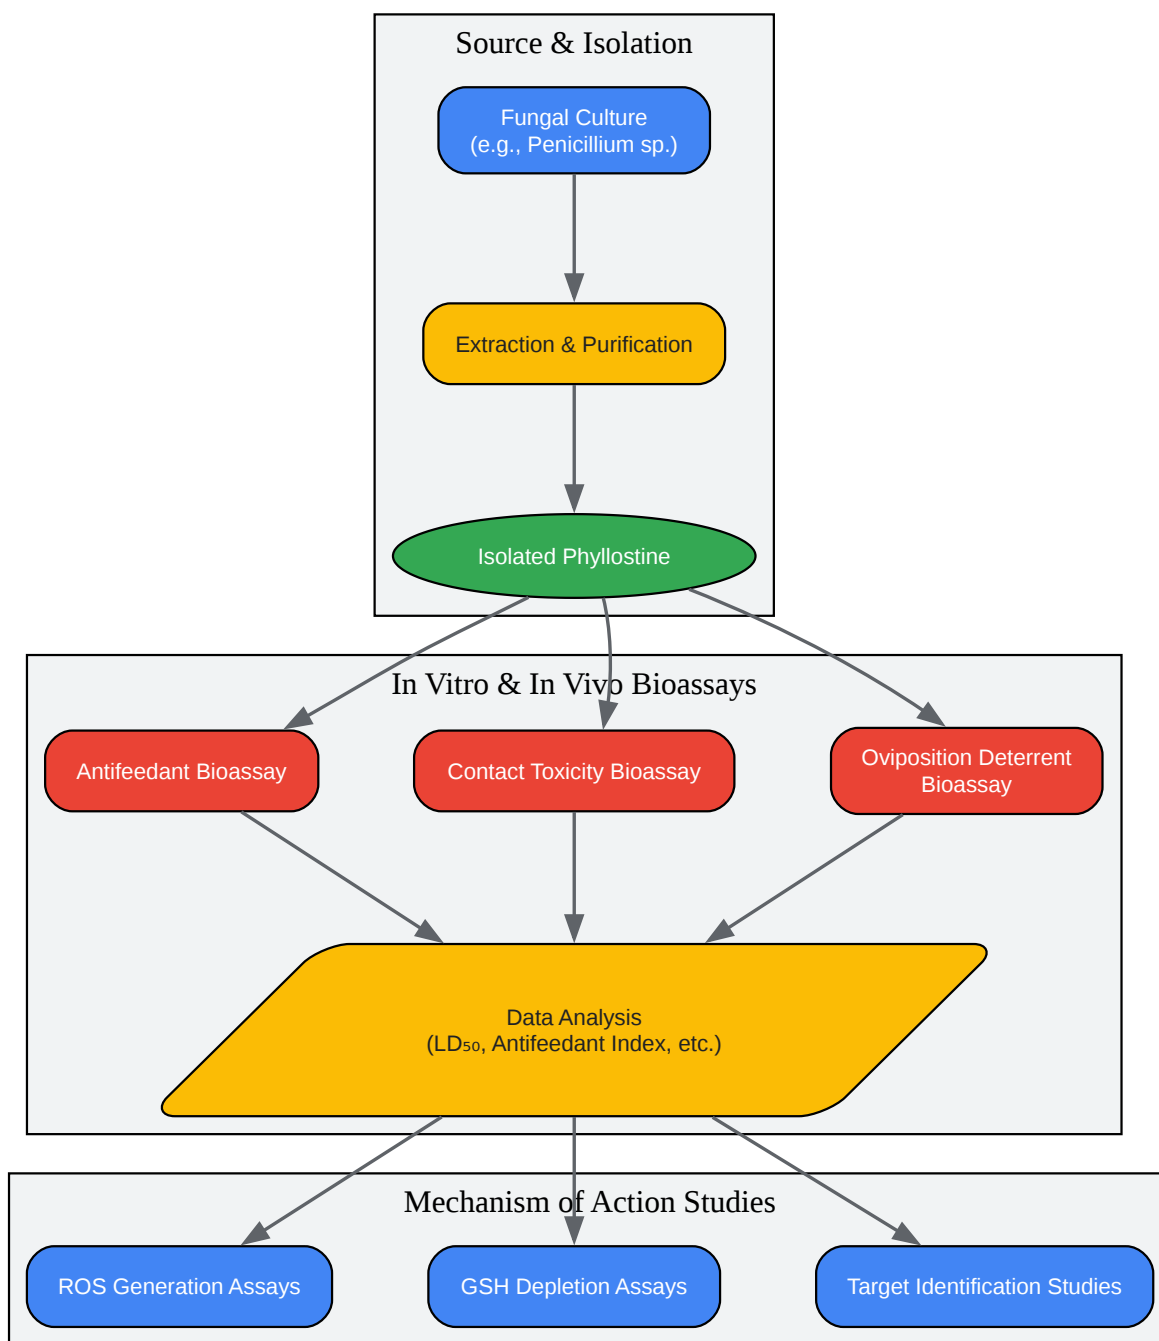 Source & Isolation
Fungal Culture
(e.g., Penicillium sp.)
Extraction & Purification
Isolated Phyllostine
In Vitro & In Vivo Bioassays
Antifeedant Bioassay
Contact Toxicity Bioassay
Oviposition Deterrent
Bioassay
Data Analysis
(LD₅₀, Antifeedant Index, etc.)
Mechanism of Action Studies
ROS Generation Assays
GSH Depletion Assays
Target Identification Studies